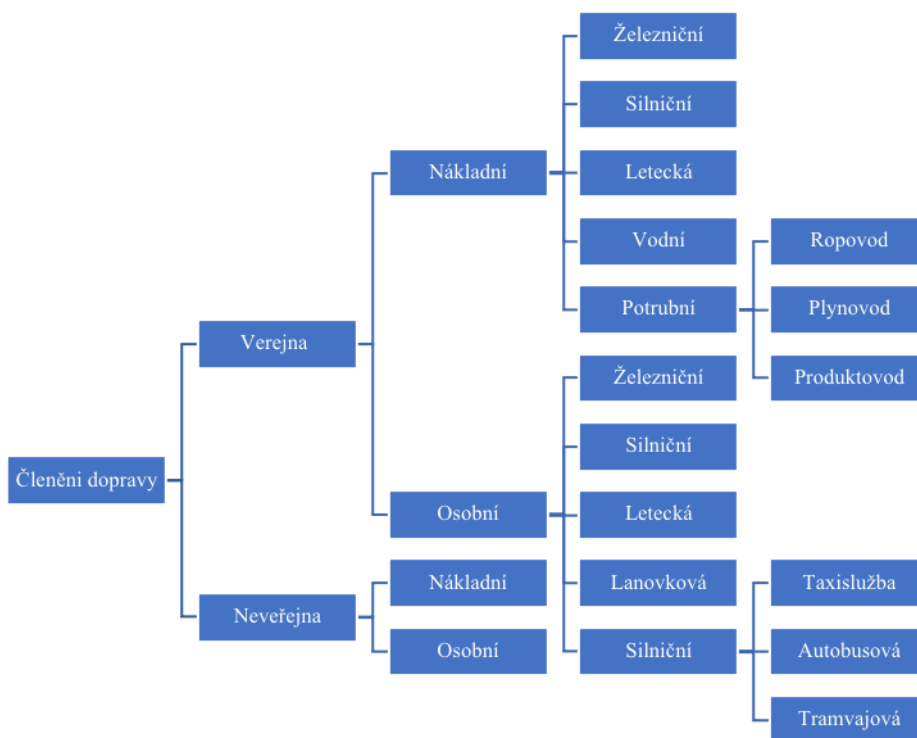 Železniční
Silniční
Nákladní
Letecká
Vodní
Ropovod
Potrubní
Plynovod
Verejna
Železniční
Produktovod
Členěni dopravy
Silniční
Osobní
Letecká
Nákladní
Lanovková
Taxislužba
Neveřejna
Osobní
Silniční
Autobusová
Tramvajová